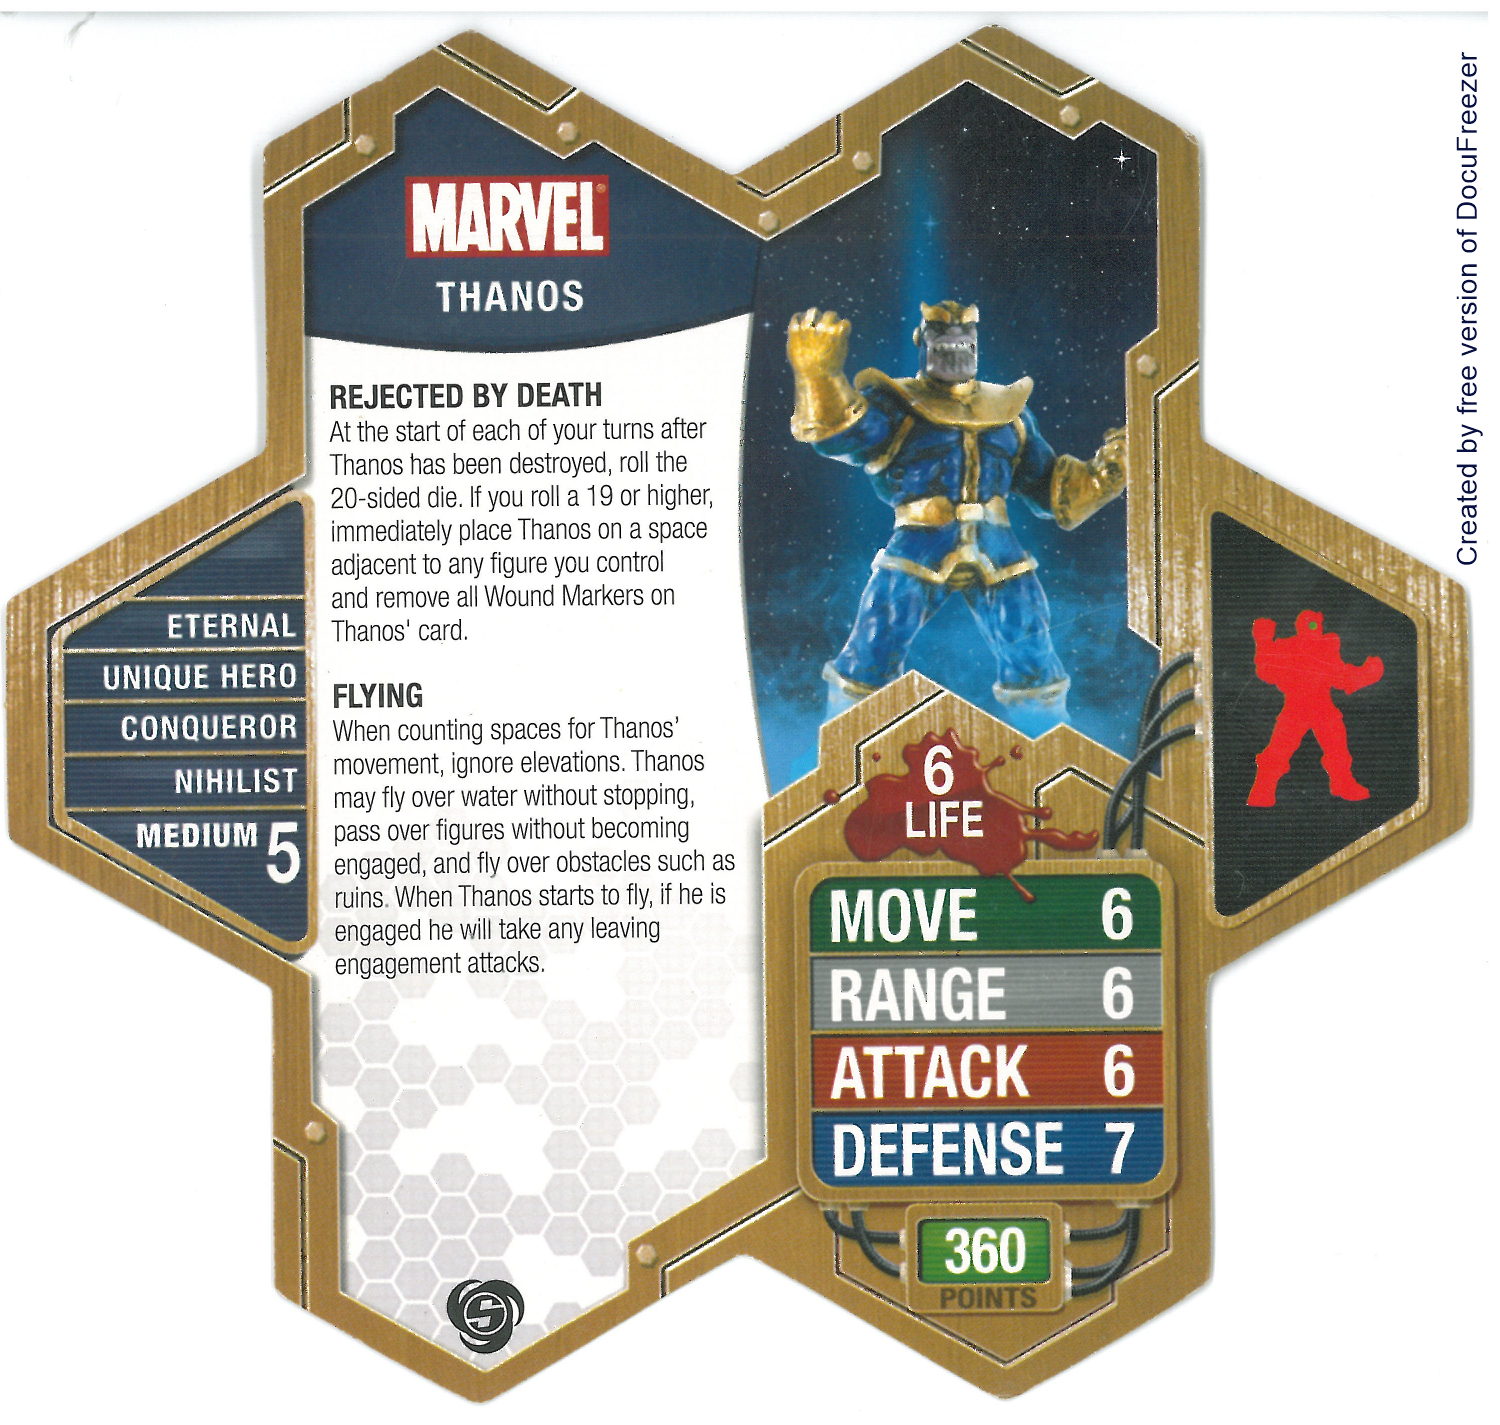 MARVEL
THANOS
REJECTED BY DEATH
At the start of each of your turns after
Thanos has been destroyed, roll the
20-sided die. If you roll a 19 or higher,
immediately place Thanos on a space
adjacent to any figure you control
and remove all Wound Markers on
Thanos' card.
FLYING
When counting spaces for Thanos'
movement, ignore elevations. Thanos
may fly over water without stopping,
pass over figures without becoming
engaged, and fly over obstacles such as
ruins. When Thanos starts to fly, if he is
engaged he will take any leaving
engagement attacks.
ETERNAL
UNIQUE HERO
CONQUEROR
NIHILIST
MEDIUM 5
6
LIFE
MOVE 6
RANGE 6
ATTACK 6
DEFENSE 7
360
POINTS
S
Created by free version of DocuFreezer